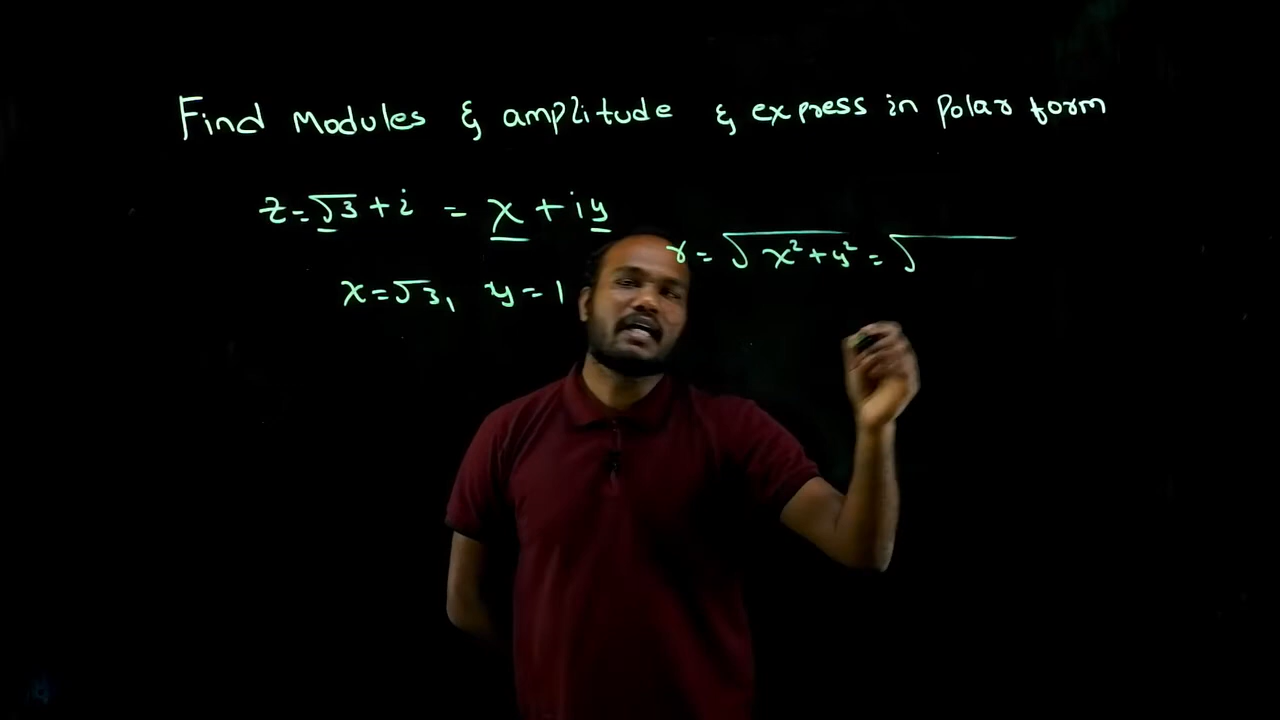 Find Modules & amplitude & express in polar form
z=√3+i = x+iy
r=√x²+y²=√
x=√3, y=1